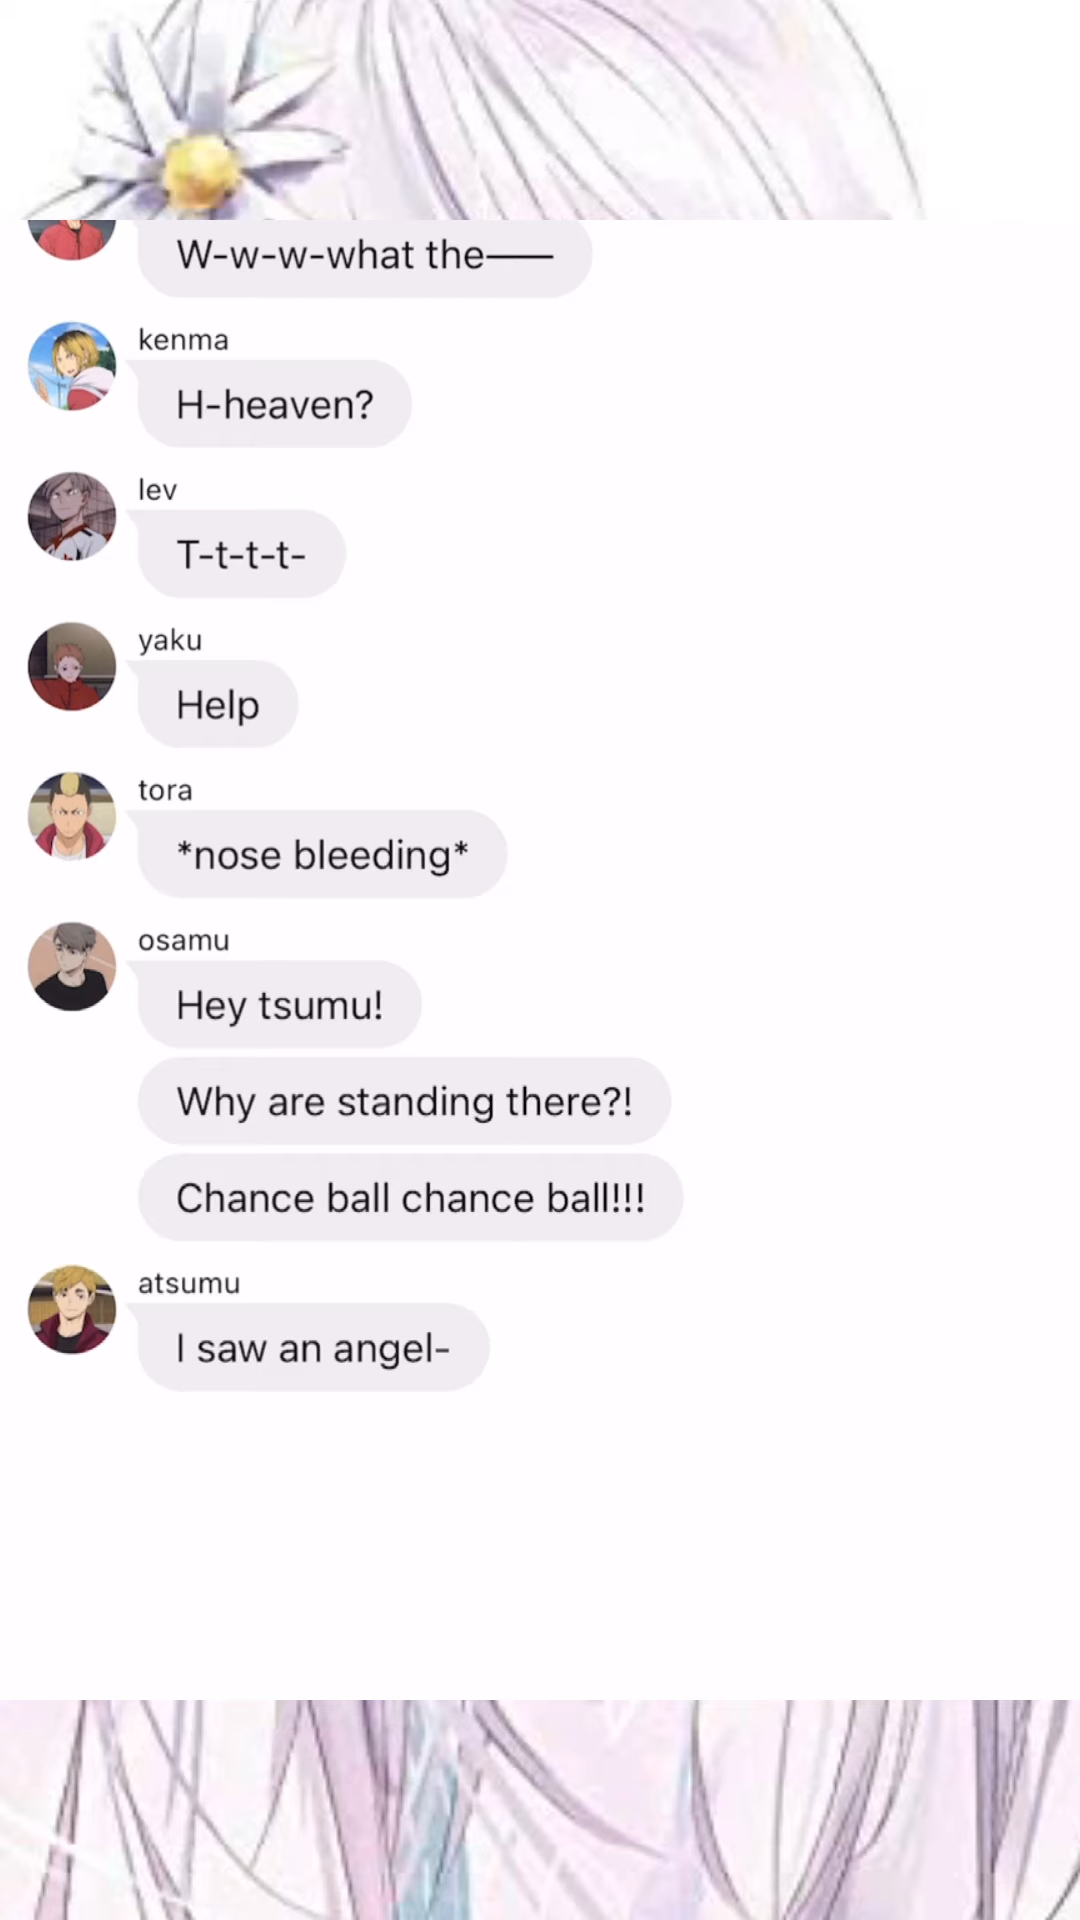 W-w-w-what the——
kenma
H-heaven?
lev
T-t-t-t-
yaku
Help
tora
*nose bleeding*
osamu
Hey tsumu!
Why are standing there?!
Chance ball chance ball!!!
atsumu
I saw an angel-